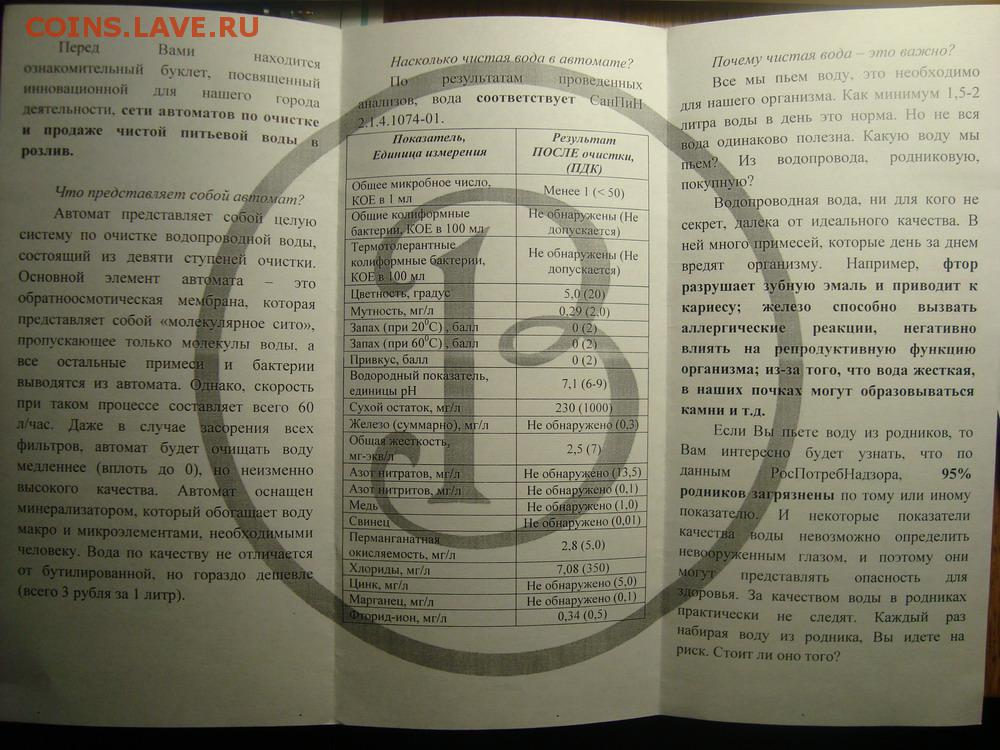 COINS.LAVE.RU
Перед Вами находится
ознакомительный буклет, посвященный
инновационной для нашего города
деятельности, сети автоматов по очистке
и продаже чистой питьевой воды в
розлив.
Что представляет собой автомат?
Автомат представляет собой целую
систему по очистке водопроводной воды,
состоящий из девяти ступеней очистки.
Основной элемент автомата – это
обратноосмотическая мембрана, которая
представляет собой «молекулярное сито»,
пропускающее только молекулы воды, а
все остальные примеси и бактерии
выводятся из автомата. Однако, скорость
при таком процессе составляет всего 60
л/час. Даже в случае засорения всех
фильтров, автомат будет очищать воду
медленнее (вплоть до 0), но неизменно
высокого качества. Автомат оснащен
минерализатором, который обогащает воду
макро и микроэлементами, необходимыми
человеку. Вода по качеству не отличается
от бутилированной, но гораздо дешевле
(всего 3 рубля за 1 литр).
Насколько чистая вода в автомате?
По результатам проведенных
анализов, вода соответствует СанПиН
2.1.4.1074-01.
Показатель,
Единица измерения
Результат
ПОСЛЕ очистки,
(ПДК)
Общее микробное число,
КОЕ в 1 мл
Менее 1 (< 50)
Общие колиформные
бактерии, КОЕ в 100 мл
Не обнаружены (Не
допускается)
Термотолерантные
колиформные бактерии,
КОЕ в 100 мл
Не обнаружены (Не
допускается)
Цветность, градус 5,0 (20)
Мутность, мг/л 0,29 (2,0)
Запах (при 20⁰С) , балл 0 (2)
Запах (при 60⁰С) , балл 0 (2)
Привкус, балл 0 (2)
Водородный показатель,
единицы pH
7,1 (6-9)
Сухой остаток, мг/л 230 (1000)
Железо (суммарно), мг/л Не обнаружено (0,3)
Общая жесткость,
мг-экв/л
2,5 (7)
Азот нитратов, мг/л Не обнаружено (13,5)
Азот нитритов, мг/л Не обнаружено (0,1)
Медь Не обнаружено (1,0)
Свинец Не обнаружено (0,01)
Перманганатная
окисляемость, мг/л
2,8 (5,0)
Хлориды, мг/л 7,08 (350)
Цинк, мг/л Не обнаружено (5,0)
Марганец, мг/л Не обнаружено (0,1)
Фторид-ион, мг/л 0,34 (0,5)
Почему чистая вода – это важно?
Все мы пьем воду, это необходимо
для нашего организма. Как минимум 1,5-2
литра воды в день это норма. Но не вся
вода одинаково полезна. Какую воду мы
пьем? Из водопровода, родниковую,
покупную?
Водопроводная вода, ни для кого не
секрет, далека от идеального качества. В
ней много примесей, которые день за днем
вредят организму. Например, фтор
разрушает зубную эмаль и приводит к
кариесу; железо способно вызвать
аллергические реакции, негативно
влиять на репродуктивную функцию
организма; из-за того, что вода жесткая,
в наших почках могут образовываться
камни и т.д.
Если Вы пьете воду из родников, то
Вам интересно будет узнать, что по
данным РосПотребНадзора, 95%
родников загрязнены по тому или иному
показателю. И некоторые показатели
качества воды невозможно определить
невооруженным глазом, и поэтому они
могут представлять опасность для
здоровья. За качеством воды в родниках
практически не следят. Каждый раз
набирая воду из родника, Вы идете на
риск. Стоит ли оно того?